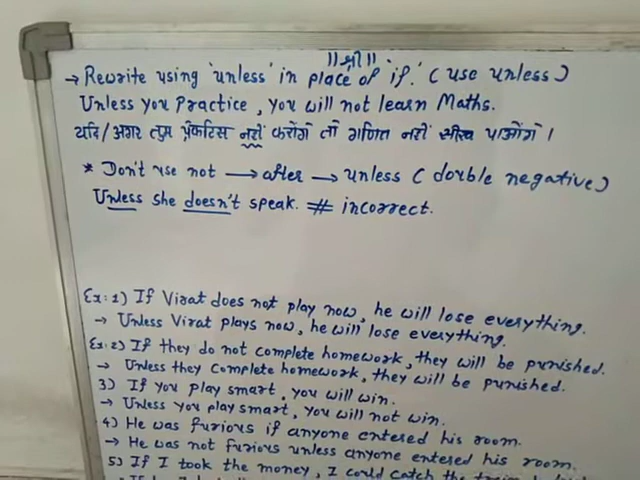 ॥श्री॥
→ Rewrite using 'unless' in place of if. (use unless)
Unless you Practice, you will not learn Maths.
यदि/अगर तुम प्रेक्टिस नहीं करोंगे तो गणित नहीं सीख पाओंगे।
* Don't use not → after → unless (double negative)
Unless she doesn't speak. # incorrect.
Ex: 1) If Virat does not play now, he will lose everything.
→ Unless Virat plays now, he will lose everything.
Ex: 2) If they do not complete homework, they will be punished.
→ Unless they complete homework, they will be punished.
3) If you play smart, you will win.
→ Unless you play smart, you will not win.
4) He was furious if anyone entered his room.
→ He was not furious unless anyone entered his room.
5) If I took the money, I could catch the